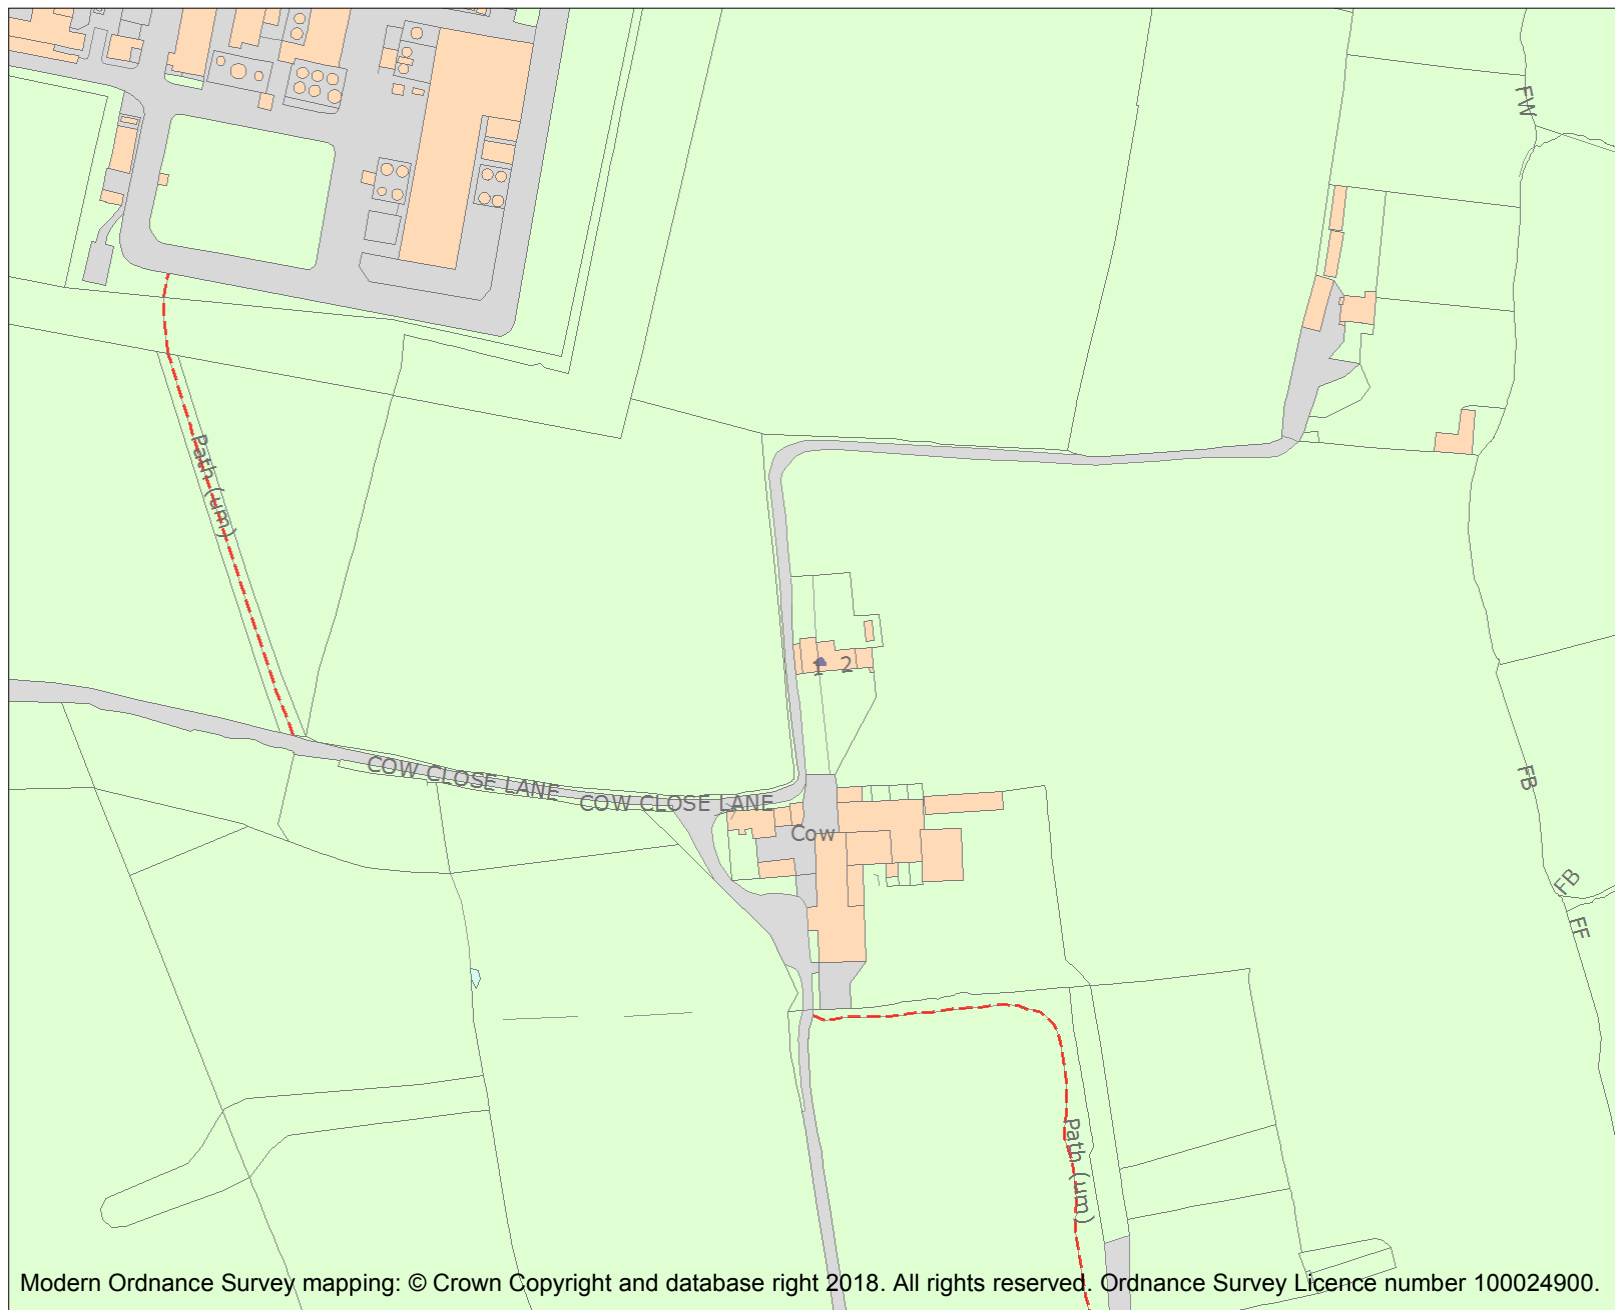 FW
Path (um)
1 2
COW CLOSE LANE
COW CLOSE LANE
FB
Cow
FB
FF
Path (um)
Modern Ordnance Survey mapping: © Crown Copyright and database right 2018. All rights reserved. Ordnance Survey Licence number 100024900.